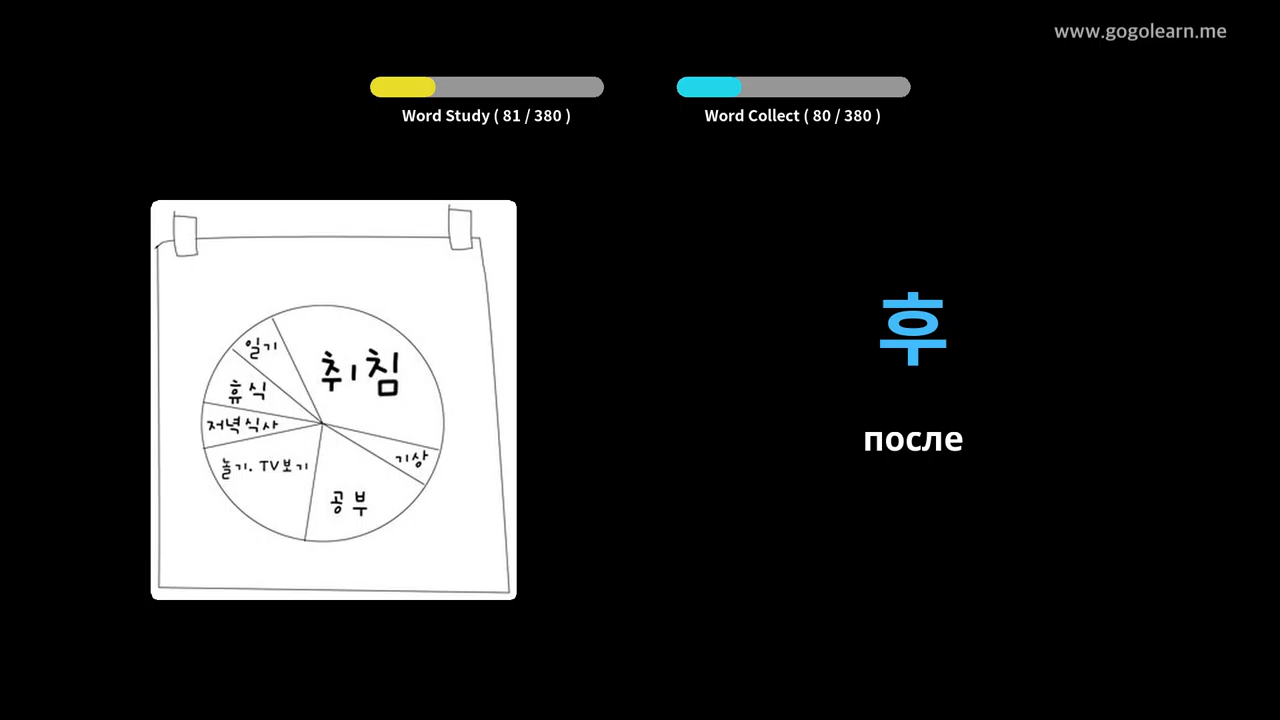 www.gogolearn.me
Word Study ( 81 / 380 )
Word Collect ( 80 / 380 )
일기
취침
휴식
저녁식사
놀기. TV보기
기상
공부
후
после